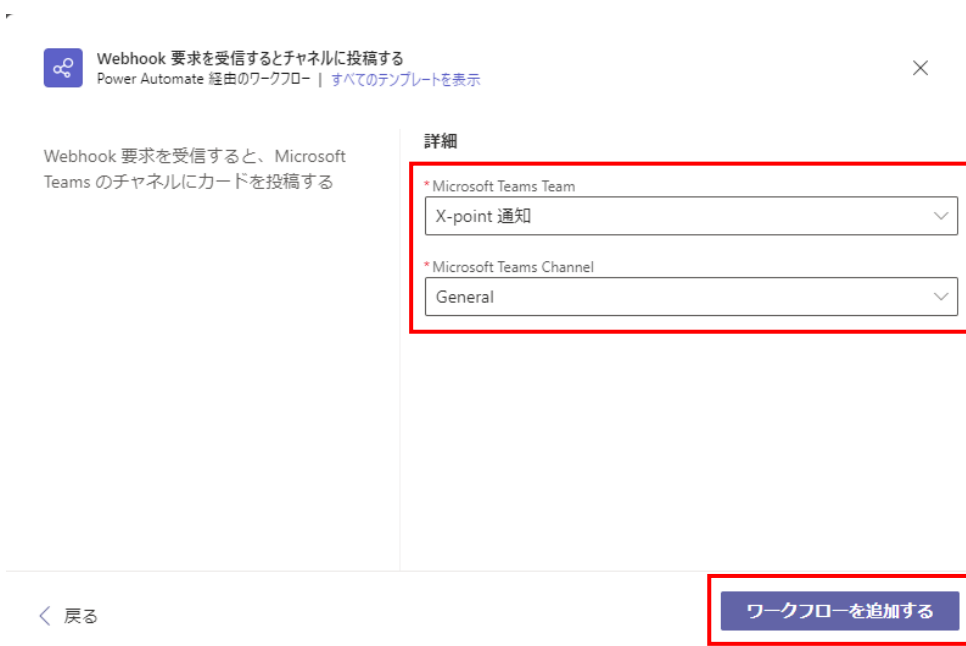 Webhook 要求を受信するとチャネルに投稿する
Power Automate 経由のワークフロー | すべてのテンプレートを表示
Webhook 要求を受信すると、Microsoft
Teams のチャネルにカードを投稿する
詳細
* Microsoft Teams Team
X-point 通知
* Microsoft Teams Channel
General
戻る
ワークフローを追加する